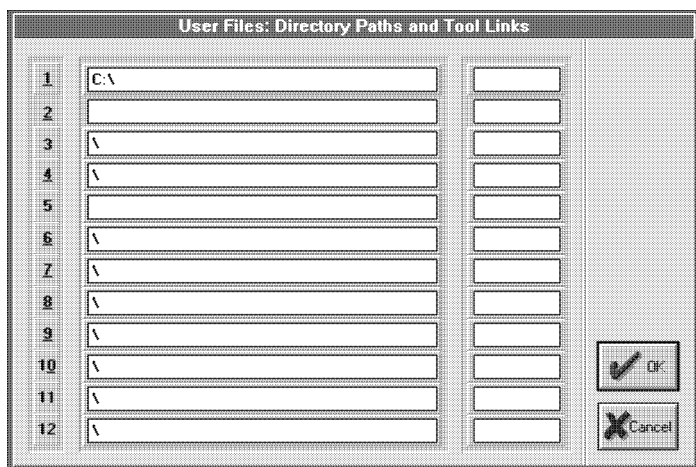 User Files: Directory Paths and Tool Links
1 C:\
2
3 \
4 \
5
6 \
7 \
8 \
9 \
10 \
11 \
12 \
OK
Cancel